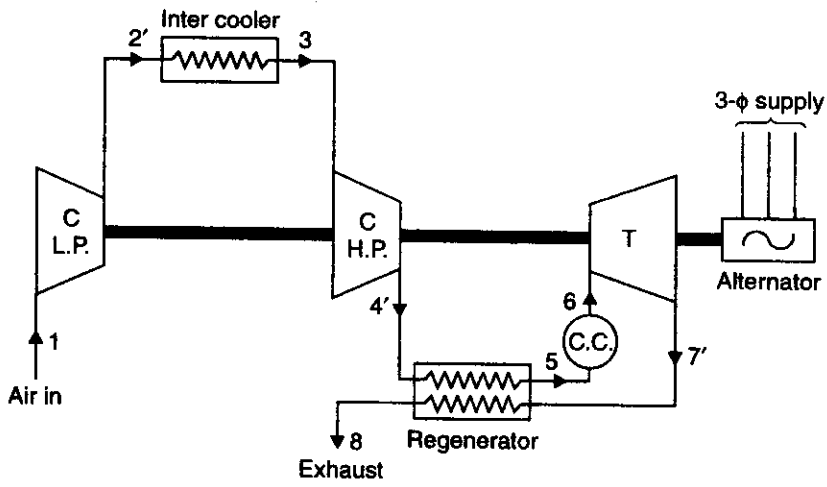 Inter cooler
2′
3
3-ϕ supply
C
L.P.
C
H.P.
T
Alternator
1
4′
6
C.C.
5
7′
Air in
8
Regenerator
Exhaust